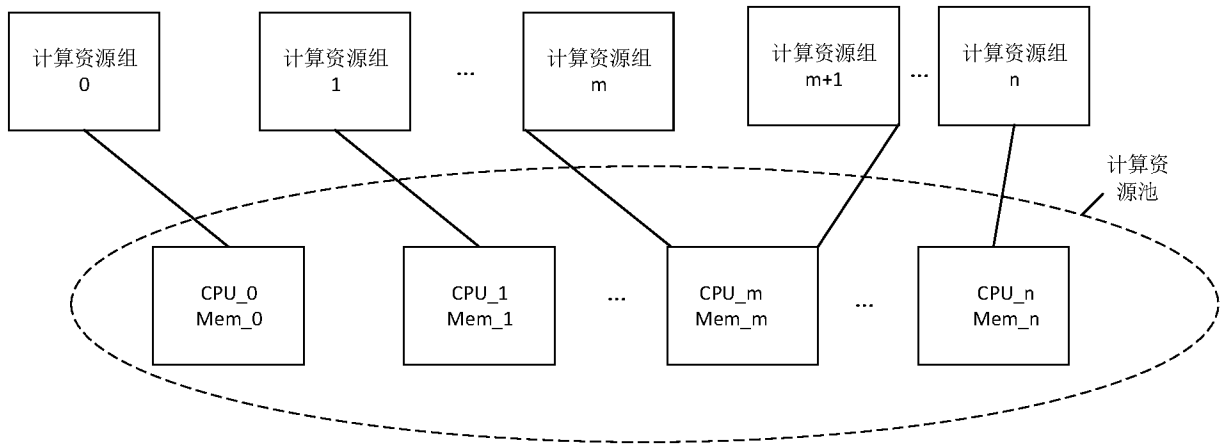 计算资源组
0
计算资源组
1
...
计算资源组
m
计算资源组
m+1
...
计算资源组
n
计算资
源池
CPU_0
Mem_0
CPU_1
Mem_1
...
CPU_m
Mem_m
...
CPU_n
Mem_n